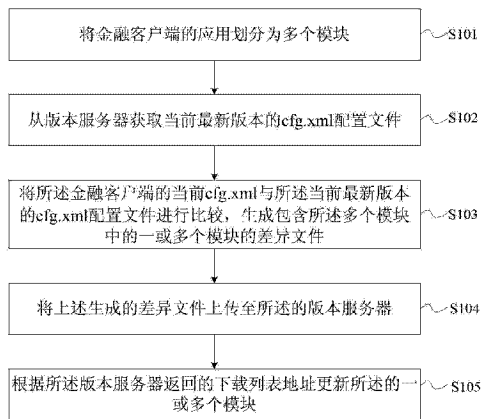 将金融客户端的应用划分为多个模块
S101
从版本服务器获取当前最新版本的cfg.xml配置文件
S102
将所述金融客户端的当前cfg.xml与所述当前最新版本
的cfg.xml配置文件进行比较，生成包含所述多个模块
中的一或多个模块的差异文件
S103
将上述生成的差异文件上传至所述的版本服务器
S104
根据所述版本服务器返回的下载列表地址更新所述的一
或多个模块
S105